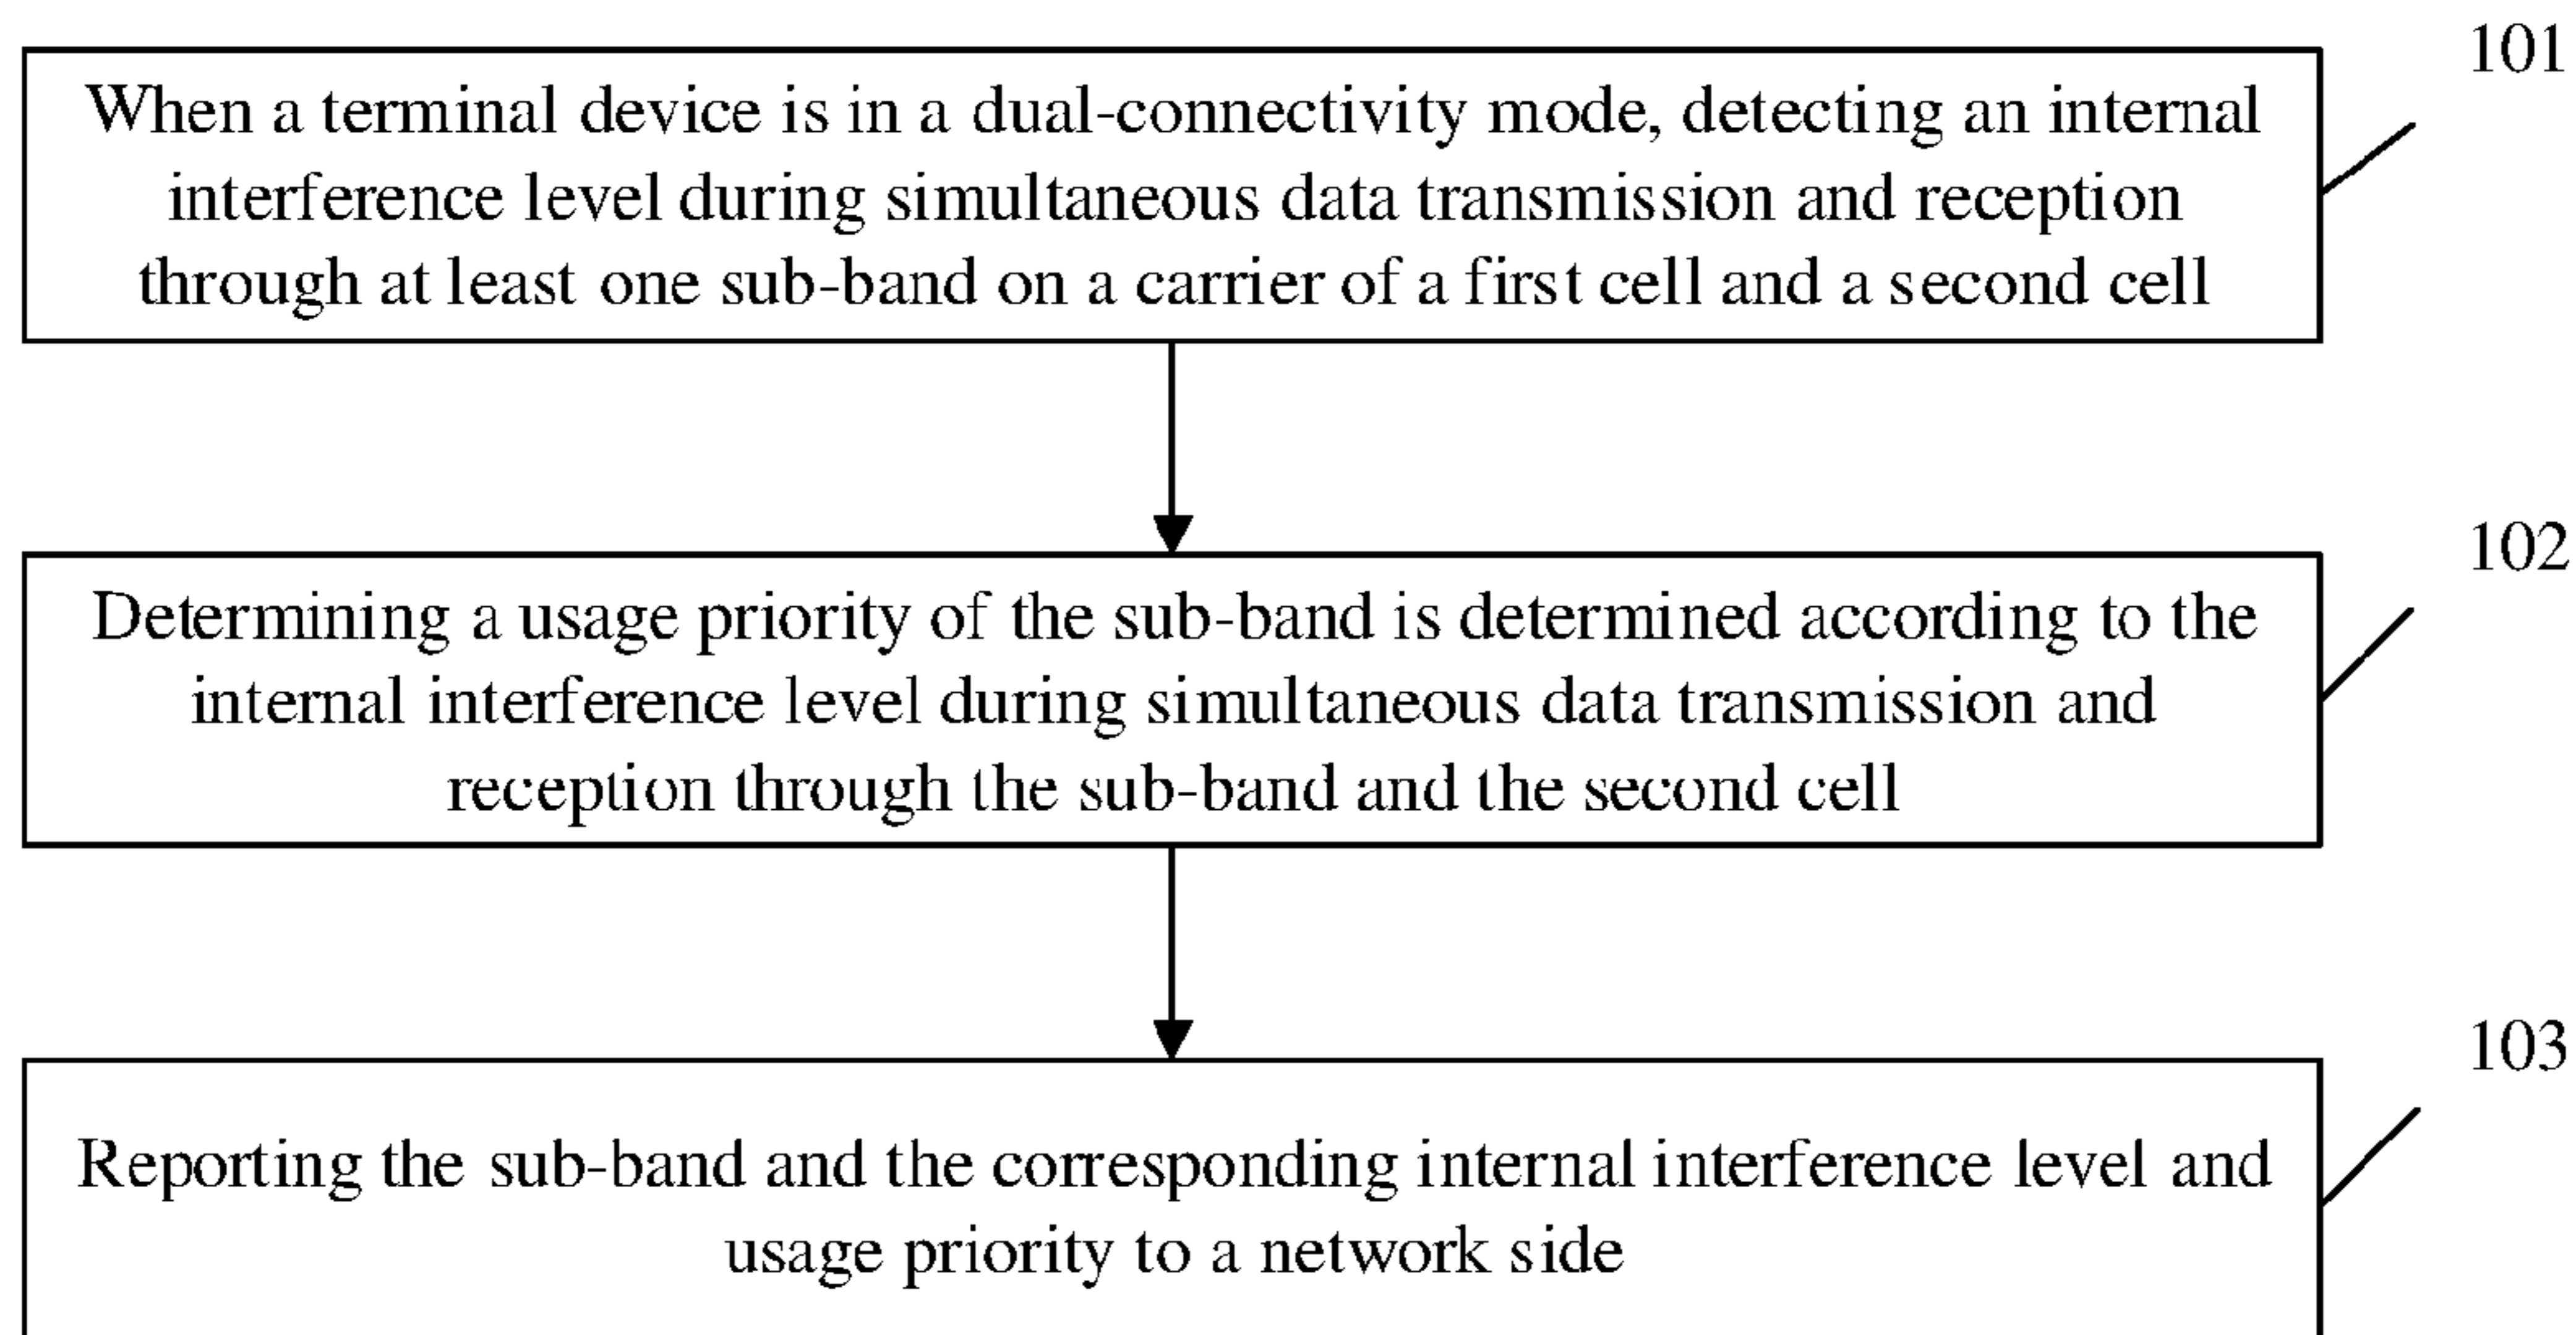 101
When a terminal device is in a dual-connectivity mode, detecting an internal
interference level during simultaneous data transmission and reception
through at least one sub-band on a carrier of a first cell and a second cell
102
Determining a usage priority of the sub-band is determined according to the
internal interference level during simultaneous data transmission and
reception through the sub-band and the second cell
103
Reporting the sub-band and the corresponding internal interference level and
usage priority to a network side